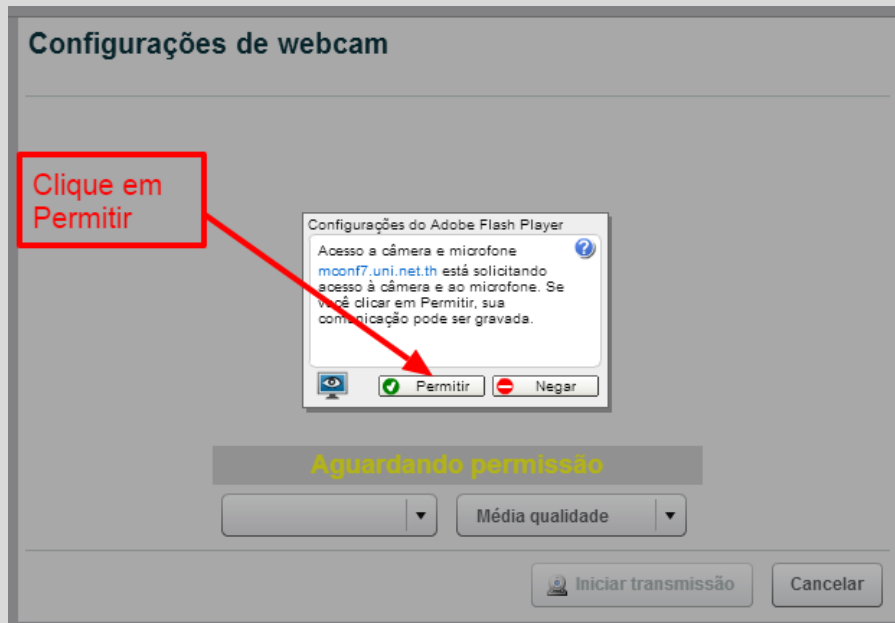 Configurações de webcam
Clique em
Permitir
Configurações do Adobe Flash Player
Acesso a câmera e microfone
mconf7.uni.net.th está solicitando
acesso à câmera e ao microfone. Se
você clicar em Permitir, sua
comunicação pode ser gravada.
Permitir
Negar
Aguardando permissão
Média qualidade
Iniciar transmissão
Cancelar